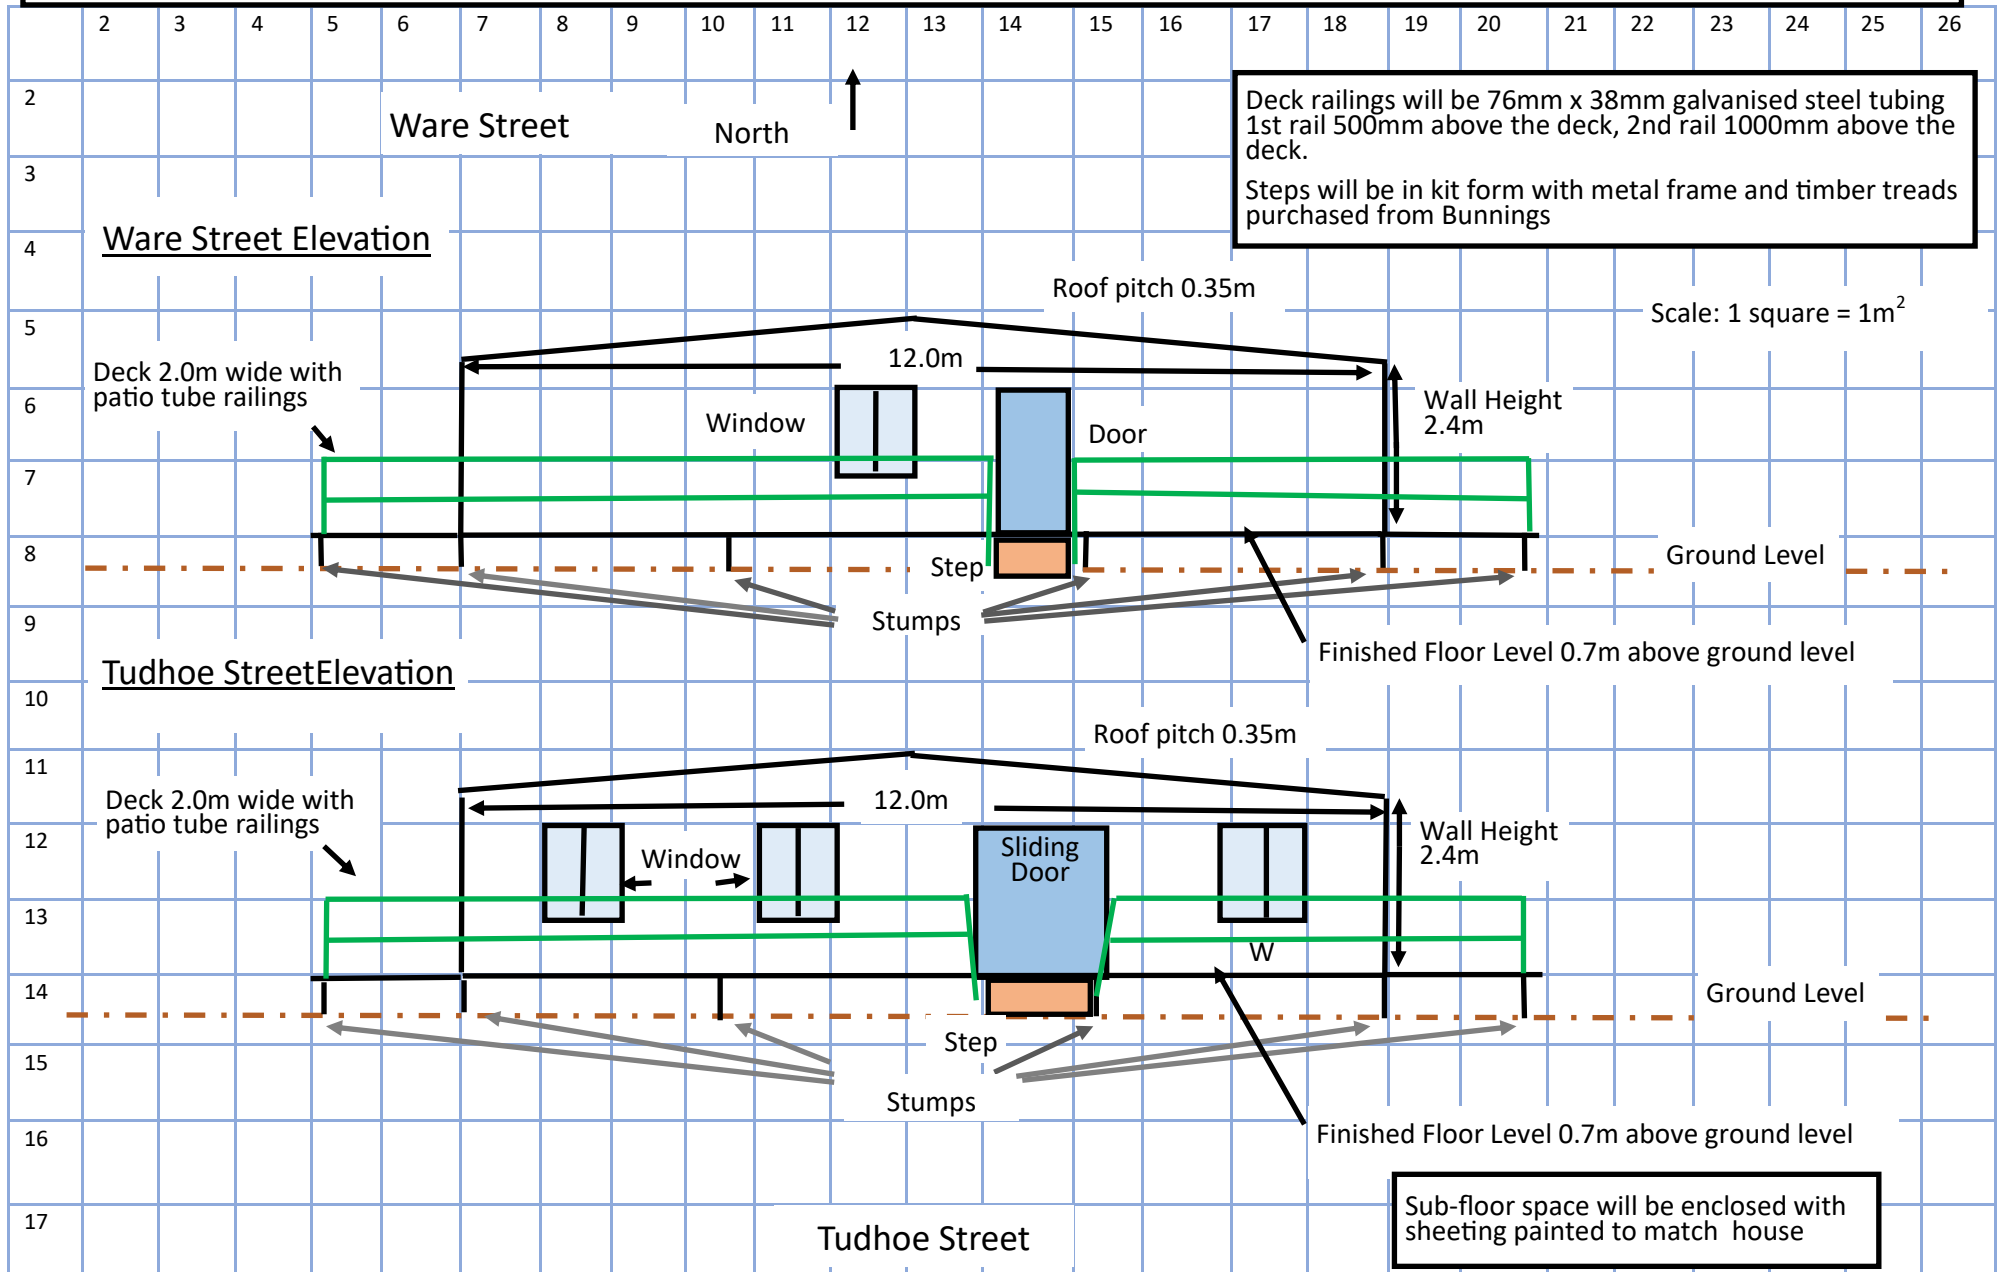 2 3 4 5 6 7 8 9 10 11 12 13 14 15 16 17 18 19 20 21 22 23 24 25 26
2
Ware Street
North
Deck railings will be 76mm x 38mm galvanised steel tubing
1st rail 500mm above the deck, 2nd rail 1000mm above the
deck.
Steps will be in kit form with metal frame and timber treads
purchased from Bunnings
3
4
Ware Street Elevation
Roof pitch 0.35m
Scale: 1 square = 1m²
5
12.0m
Deck 2.0m wide with
patio tube railings
6
Window
Door
Wall Height
2.4m
7
8
Step
Ground Level
9
Stumps
Finished Floor Level 0.7m above ground level
Tudhoe StreetElevation
10
Roof pitch 0.35m
11
Deck 2.0m wide with
patio tube railings
12.0m
12
Window
Sliding
Door
Wall Height
2.4m
13
W
14
Ground Level
Step
15
Stumps
16
Finished Floor Level 0.7m above ground level
17
Sub-floor space will be enclosed with
sheeting painted to match house
Tudhoe Street